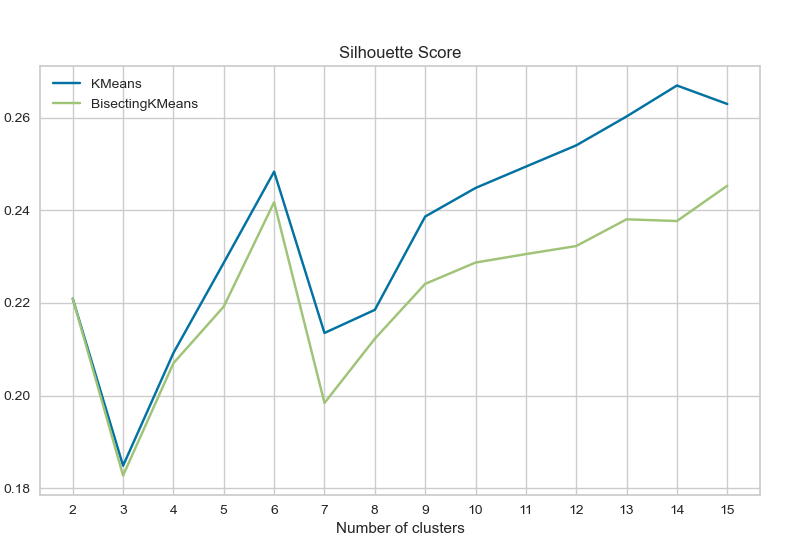 Silhouette Score
KMeans
BisectingKMeans
0.26
0.24
0.22
0.20
0.18
2 3 4 5 6 7 8 9 10 11 12 13 14 15
Number of clusters